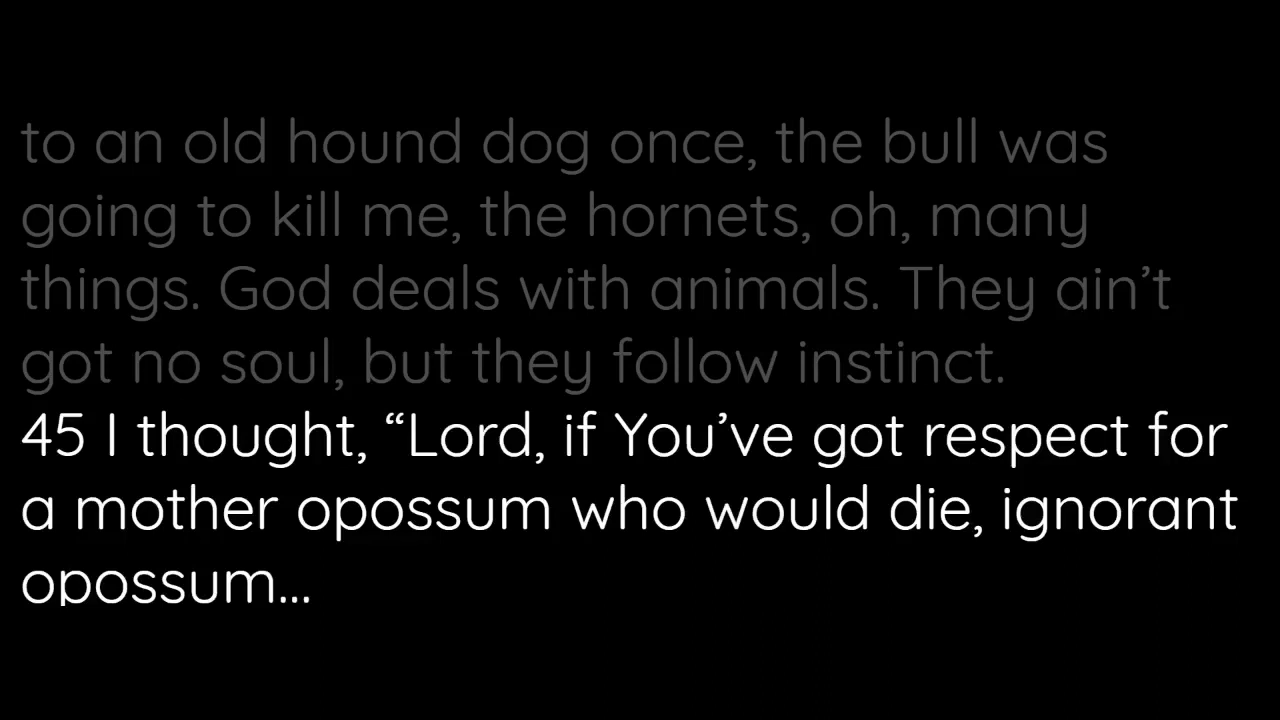 to an old hound dog once, the bull was
going to kill me, the hornets, oh, many
things. God deals with animals. They ain’t
got no soul, but they follow instinct.
45 I thought, “Lord, if You’ve got respect for
a mother opossum who would die, ignorant
opossum...